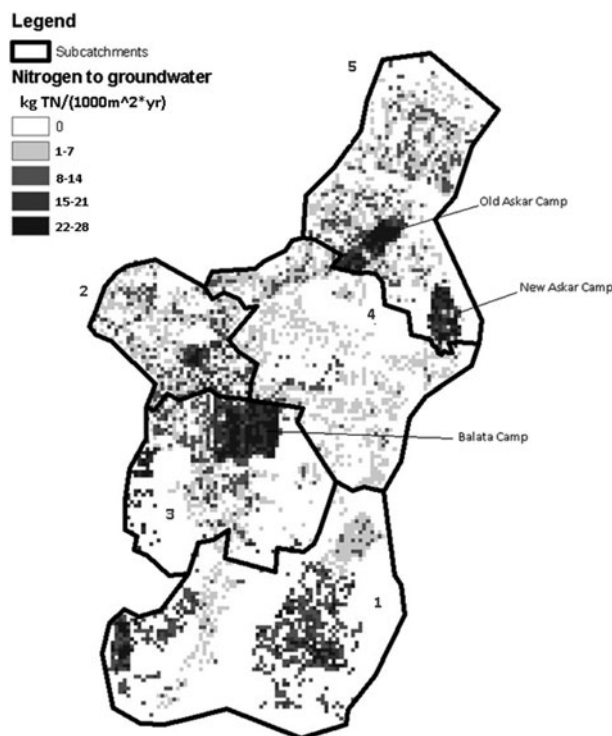 Legend
Subcatchments
Nitrogen to groundwater
kg TN/(1000m^2*yr)
0
1-7
8-14
15-21
22-28
5
Old Askar Camp
New Askar Camp
2
4
Balata Camp
3
1